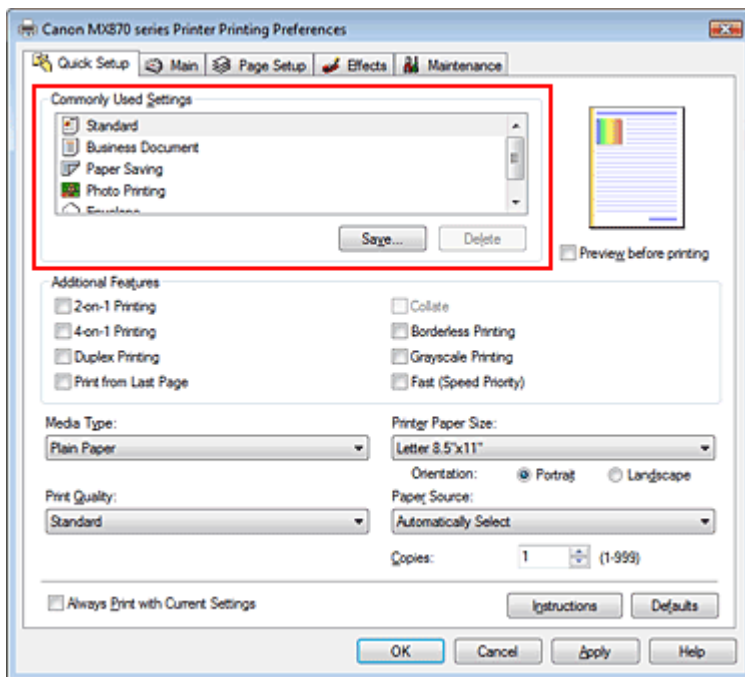 Canon MX870 series Printer Printing Preferences
Quick Setup Main Page Setup Effects Maintenance
Commonly Used Settings
Standard
Business Document
Paper Saving
Photo Printing
Envelope
Save... Delete
Preview before printing
Additional Features
2-on-1 Printing Collate
4-on-1 Printing Borderless Printing
Duplex Printing Grayscale Printing
Print from Last Page Fast (Speed Priority)
Media Type: Printer Paper Size:
Plain Paper Letter 8.5"x11"
Orientation: Portrait Landscape
Print Quality: Paper Source:
Standard Automatically Select
Copies: 1 (1-999)
Always Print with Current Settings Instructions Defaults
OK Cancel Apply Help